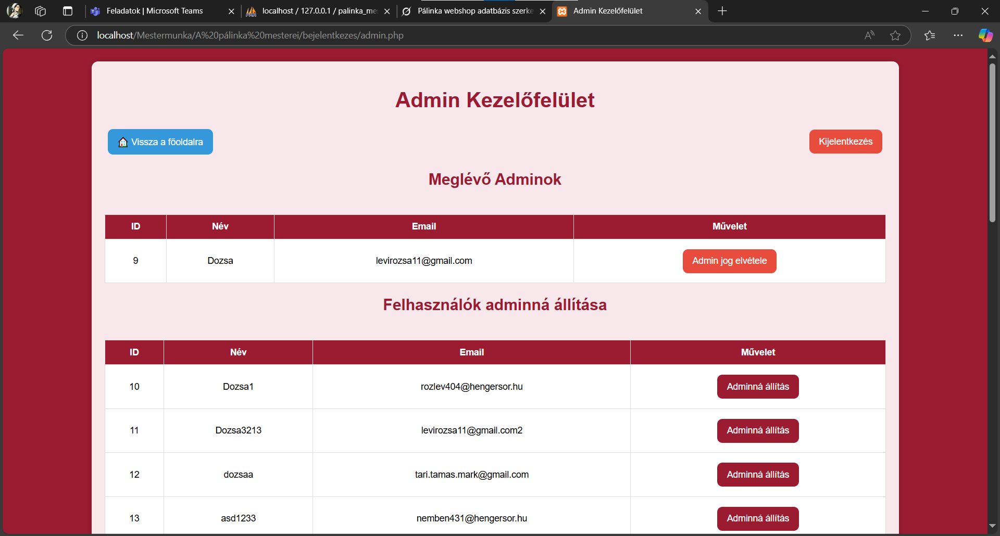 Feladatok | Microsoft Teams
localhost / 127.0.0.1 / palinka_me
Pálinka webshop adatbázis szerke
Admin Kezelőfelület
localhost/Mestermunka/A%20pálinka%20mesterei/bejelentkezes/admin.php
Admin Kezelőfelület
Vissza a főoldalra
Kijelentkezés
Meglévő Adminok
ID Név Email Művelet
9 Dozsa levirozsa11@gmail.com Admin jog elvétele
Felhasználók adminná állítása
ID Név Email Művelet
10 Dozsa1 rozlev404@hengersor.hu Adminná állítás
11 Dozsa3213 levirozsa11@gmail.com2 Adminná állítás
12 dozsaa tari.tamas.mark@gmail.com Adminná állítás
13 asd1233 nemben431@hengersor.hu Adminná állítás